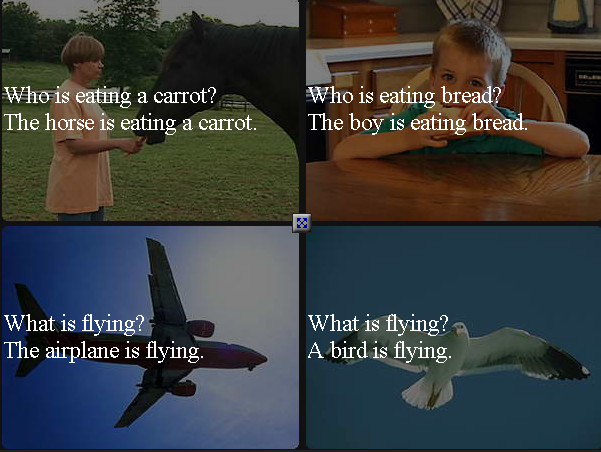 Who is eating a carrot?
The horse is eating a carrot.
Who is eating bread?
The boy is eating bread.
What is flying?
The airplane is flying.
What is flying?
A bird is flying.